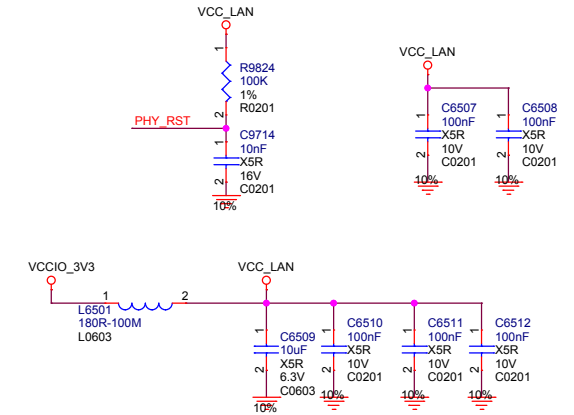 VCC_LAN
1
R9824
100K
1%
R0201
2
PHY_RST
1
C9714
10nF
X5R
16V
C0201
2
10%
VCC_LAN
1
C6507
100nF
X5R
10V
C0201
2
10%
1
C6508
100nF
X5R
10V
C0201
2
10%
VCCIO_3V3
1
2
L6501
180R-100M
L0603
VCC_LAN
1
C6509
10uF
X5R
6.3V
C0603
2
10%
1
C6510
100nF
X5R
10V
C0201
2
10%
1
C6511
100nF
X5R
10V
C0201
2
10%
1
C6512
100nF
X5R
10V
C0201
2
10%